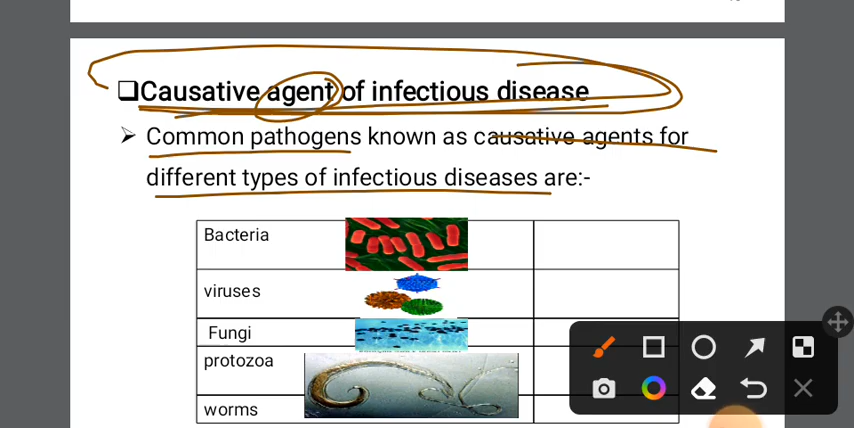 ❑Causative agent of infectious disease
➢ Common pathogens known as causative agents for
different types of infectious diseases are:-
Bacteria
viruses
Fungi
protozoa
worms